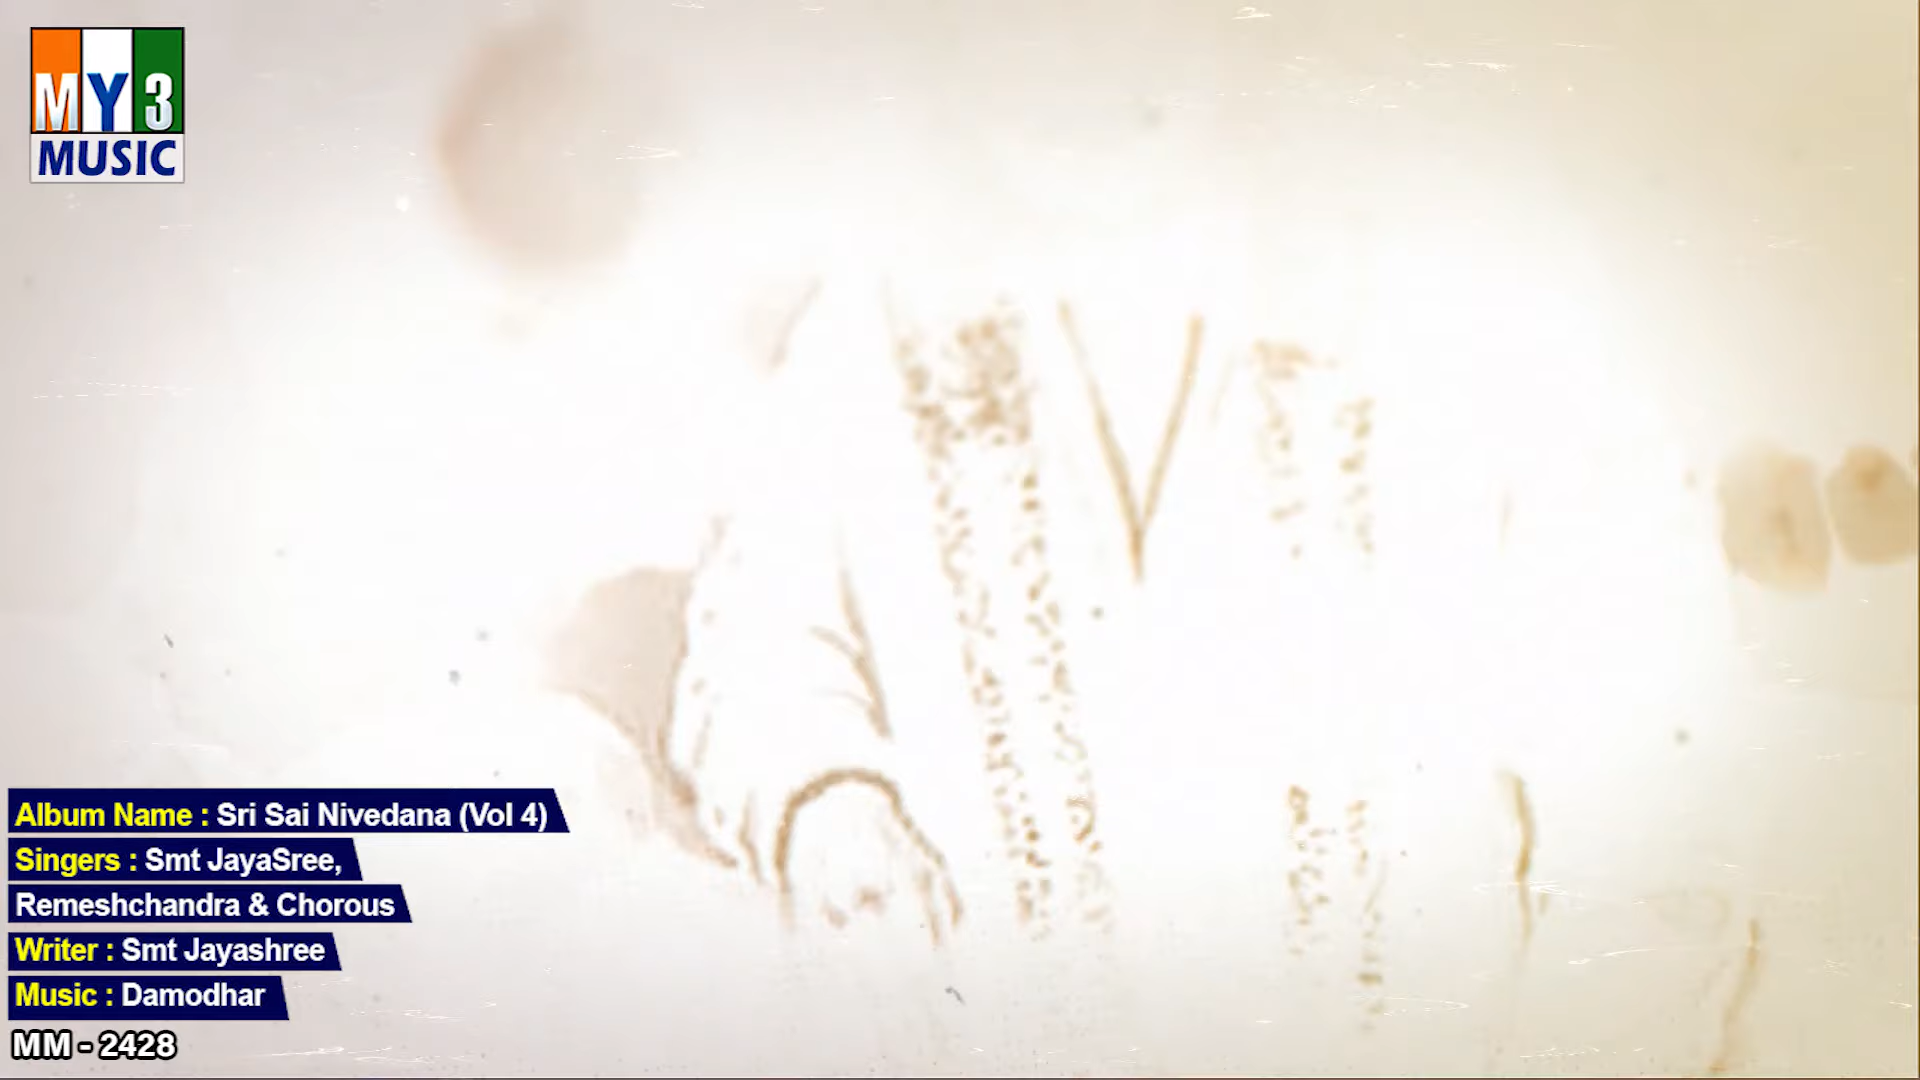 MY3
MUSIC
Album Name : Sri Sai Nivedana (Vol 4)
Singers : Smt JayaSree,
Remeshchandra & Chorous
Writer : Smt Jayashree
Music : Damodhar
MM - 2428